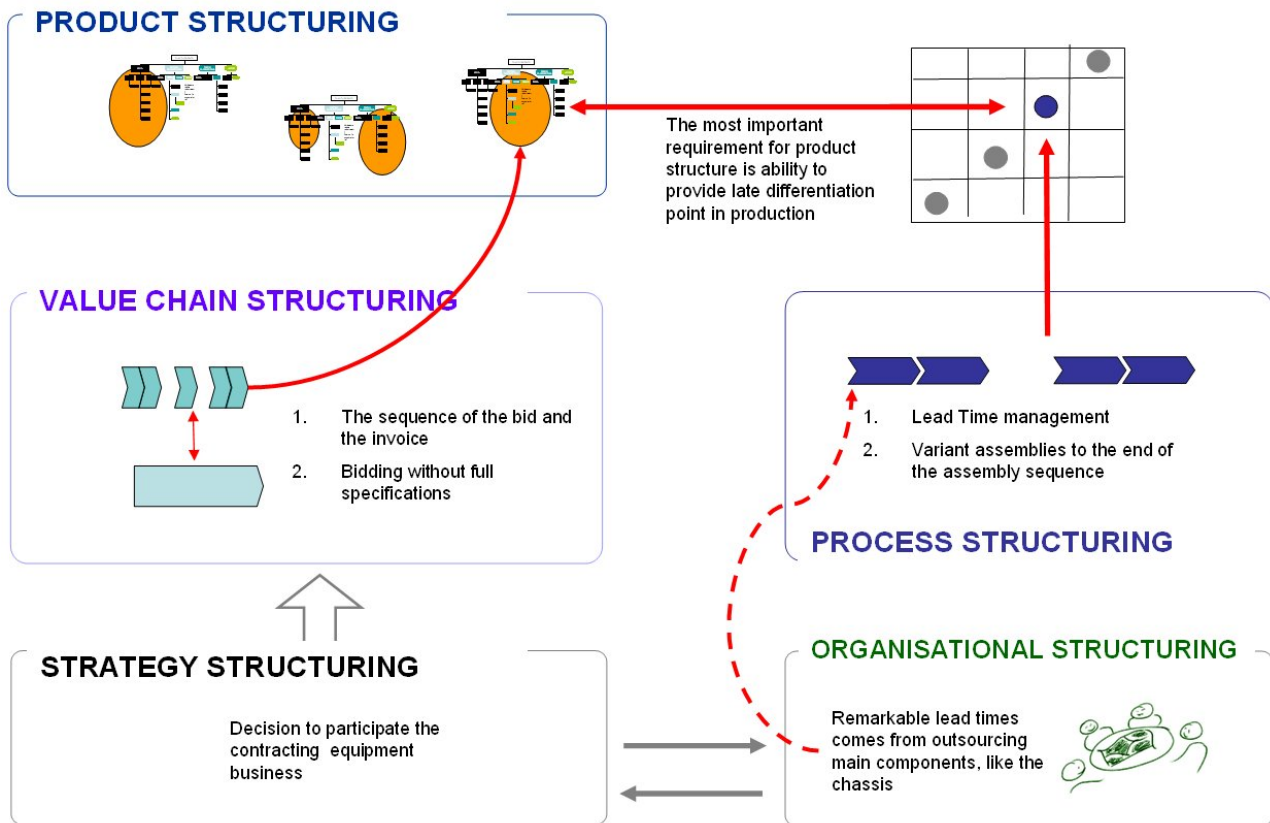 PRODUCT STRUCTURING
The most important
requirement for product
structure is ability to
provide late differentiation
point in production
VALUE CHAIN STRUCTURING
1. The sequence of the bid and
the invoice
2. Bidding without full
specifications
1. Lead Time management
2. Variant assemblies to the end of
the assembly sequence
PROCESS STRUCTURING
STRATEGY STRUCTURING
Decision to participate the
contracting equipment
business
ORGANISATIONAL STRUCTURING
Remarkable lead times
comes from outsourcing
main components, like the
chassis